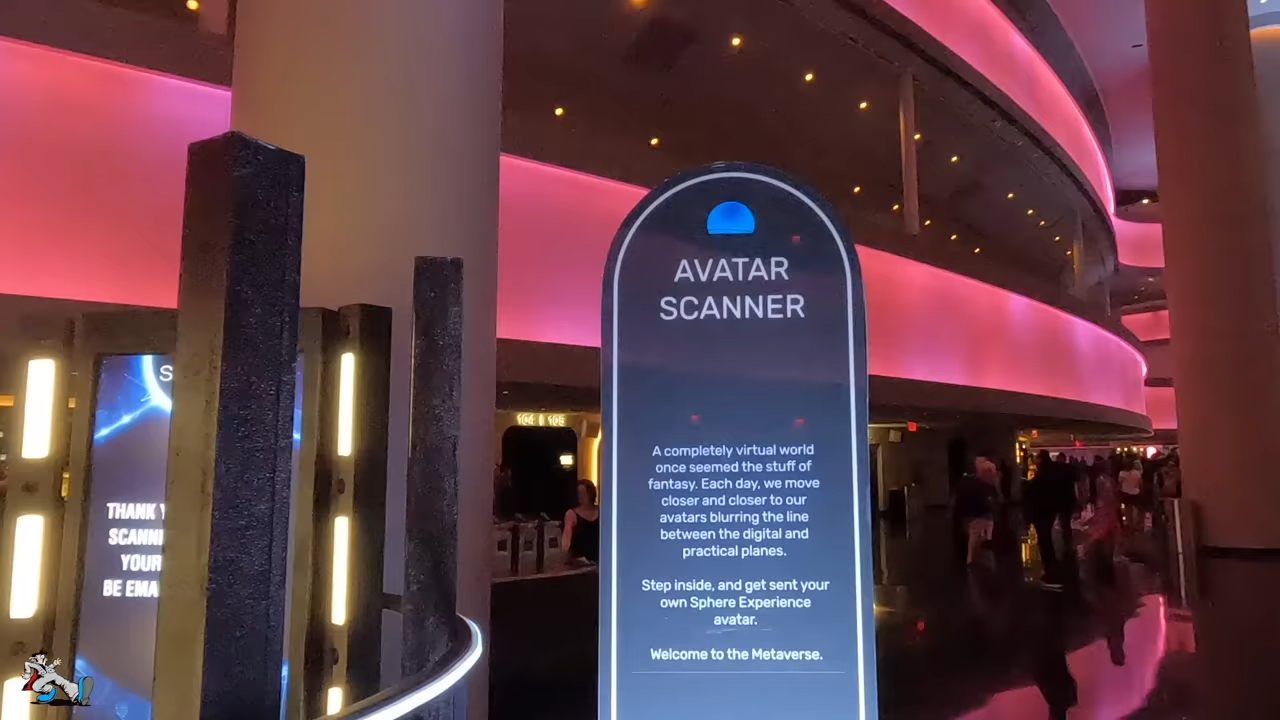 AVATAR
SCANNER
A completely virtual world
once seemed the stuff of
fantasy. Each day, we move
closer and closer to our
avatars blurring the line
between the digital and
practical planes.
Step inside, and get sent your
own Sphere Experience
avatar.
Welcome to the Metaverse.
S
THANK Y
SCANNI
YOUR
BE EMA
104 105